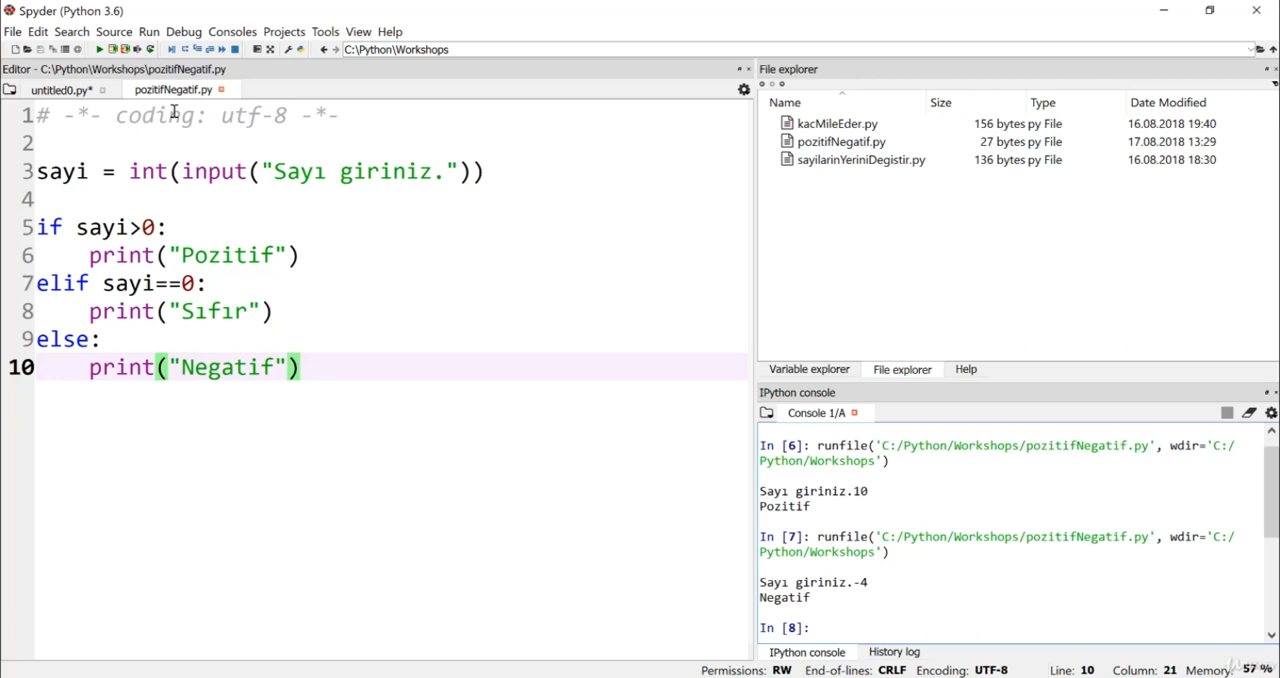 Spyder (Python 3.6)
File Edit Search Source Run Debug Consoles Projects Tools View Help
C:\Python\Workshops
Editor - C:\Python\Workshops\pozitifNegatif.py
File explorer
untitled0.py* pozitifNegatif.py
Name Size Type Date Modified
kacMileEder.py 156 bytes py File 16.08.2018 19:40
pozitifNegatif.py 27 bytes py File 17.08.2018 13:29
sayilarinYeriniDegistir.py 136 bytes py File 16.08.2018 18:30
1 # -*- coding: utf-8 -*-
2
3 sayi = int(input("Sayı giriniz."))
4
5 if sayi>0:
6 print("Pozitif")
7 elif sayi==0:
8 print("Sıfır")
9 else:
10 print("Negatif")
Variable explorer File explorer Help
IPython console
Console 1/A
In [6]: runfile('C:/Python/Workshops/pozitifNegatif.py', wdir='C:/
Python/Workshops')
Sayı giriniz.10
Pozitif
In [7]: runfile('C:/Python/Workshops/pozitifNegatif.py', wdir='C:/
Python/Workshops')
Sayı giriniz.-4
Negatif
In [8]:
IPython console History log
Permissions: RW End-of-lines: CRLF Encoding: UTF-8 Line: 10 Column: 21 Memory: 57 %